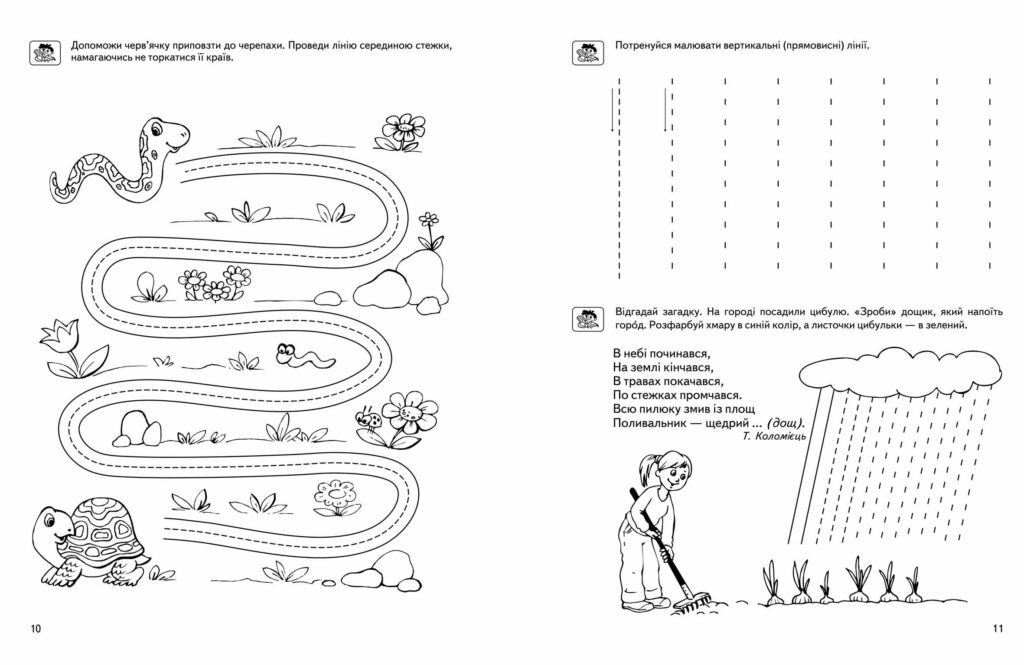 Допоможи черв’ячку приповзти до черепахи. Проведи лінію серединою стежки,
намагаючись не торкатися її країв.
10
Потренуйся малювати вертикальні (прямовисні) лінії.
Відгадай загадку. На городі посадили цибулю. «Зроби» дощик, який напоїть
горо́д. Розфарбуй хмару в синій колір, а листочки цибульки — в зелений.
В небі починався,
На землі кінчався,
В травах покачався,
По стежках промчався.
Всю пилюку змив із площ
Поливальник — щедрий ... (дощ).
Т. Коломієць
11